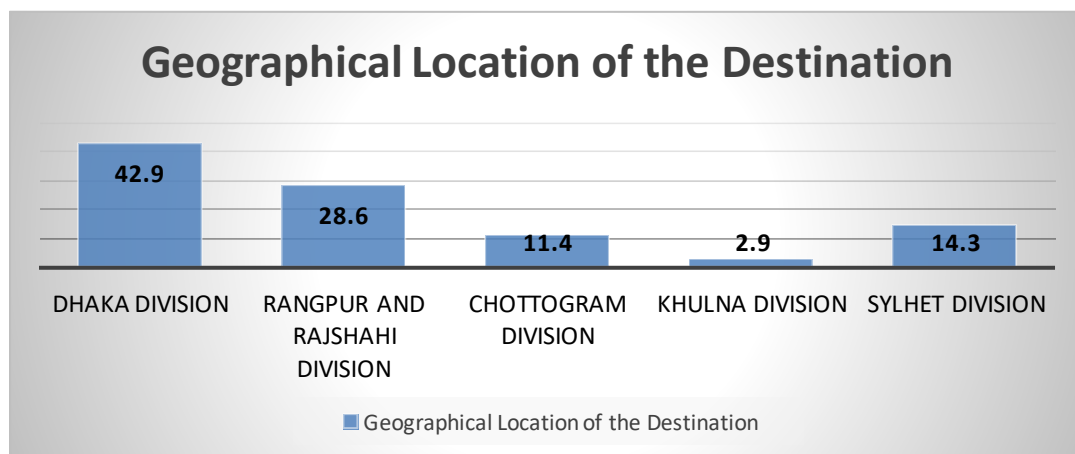 Geographical Location of the Destination
42.9
28.6
11.4
2.9
14.3
DHAKA DIVISION
RANGPUR AND
RAJSHAHI
DIVISION
CHOTTOGRAM
DIVISION
KHULNA DIVISION
SYLHET DIVISION
Geographical Location of the Destination